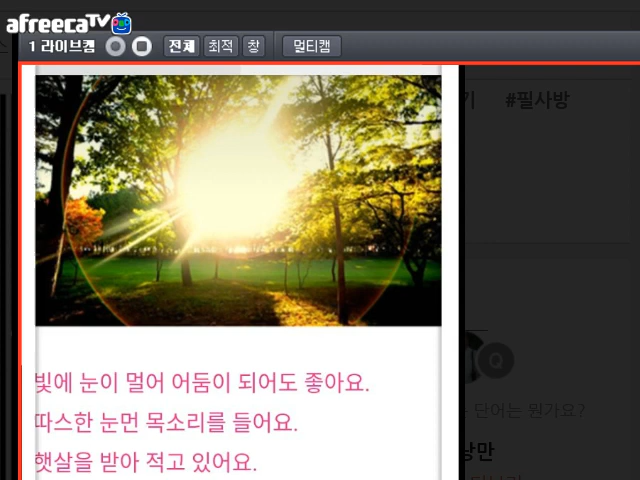 afreecaTV
1 라이브캠 전체 최적 창 멀티캠
#필사방
빛에 눈이 멀어 어둠이 되어도 좋아요.
따스한 눈먼 목소리를 들어요.
햇살을 받아 적고 있어요.
Q
단어는 뭔가요?